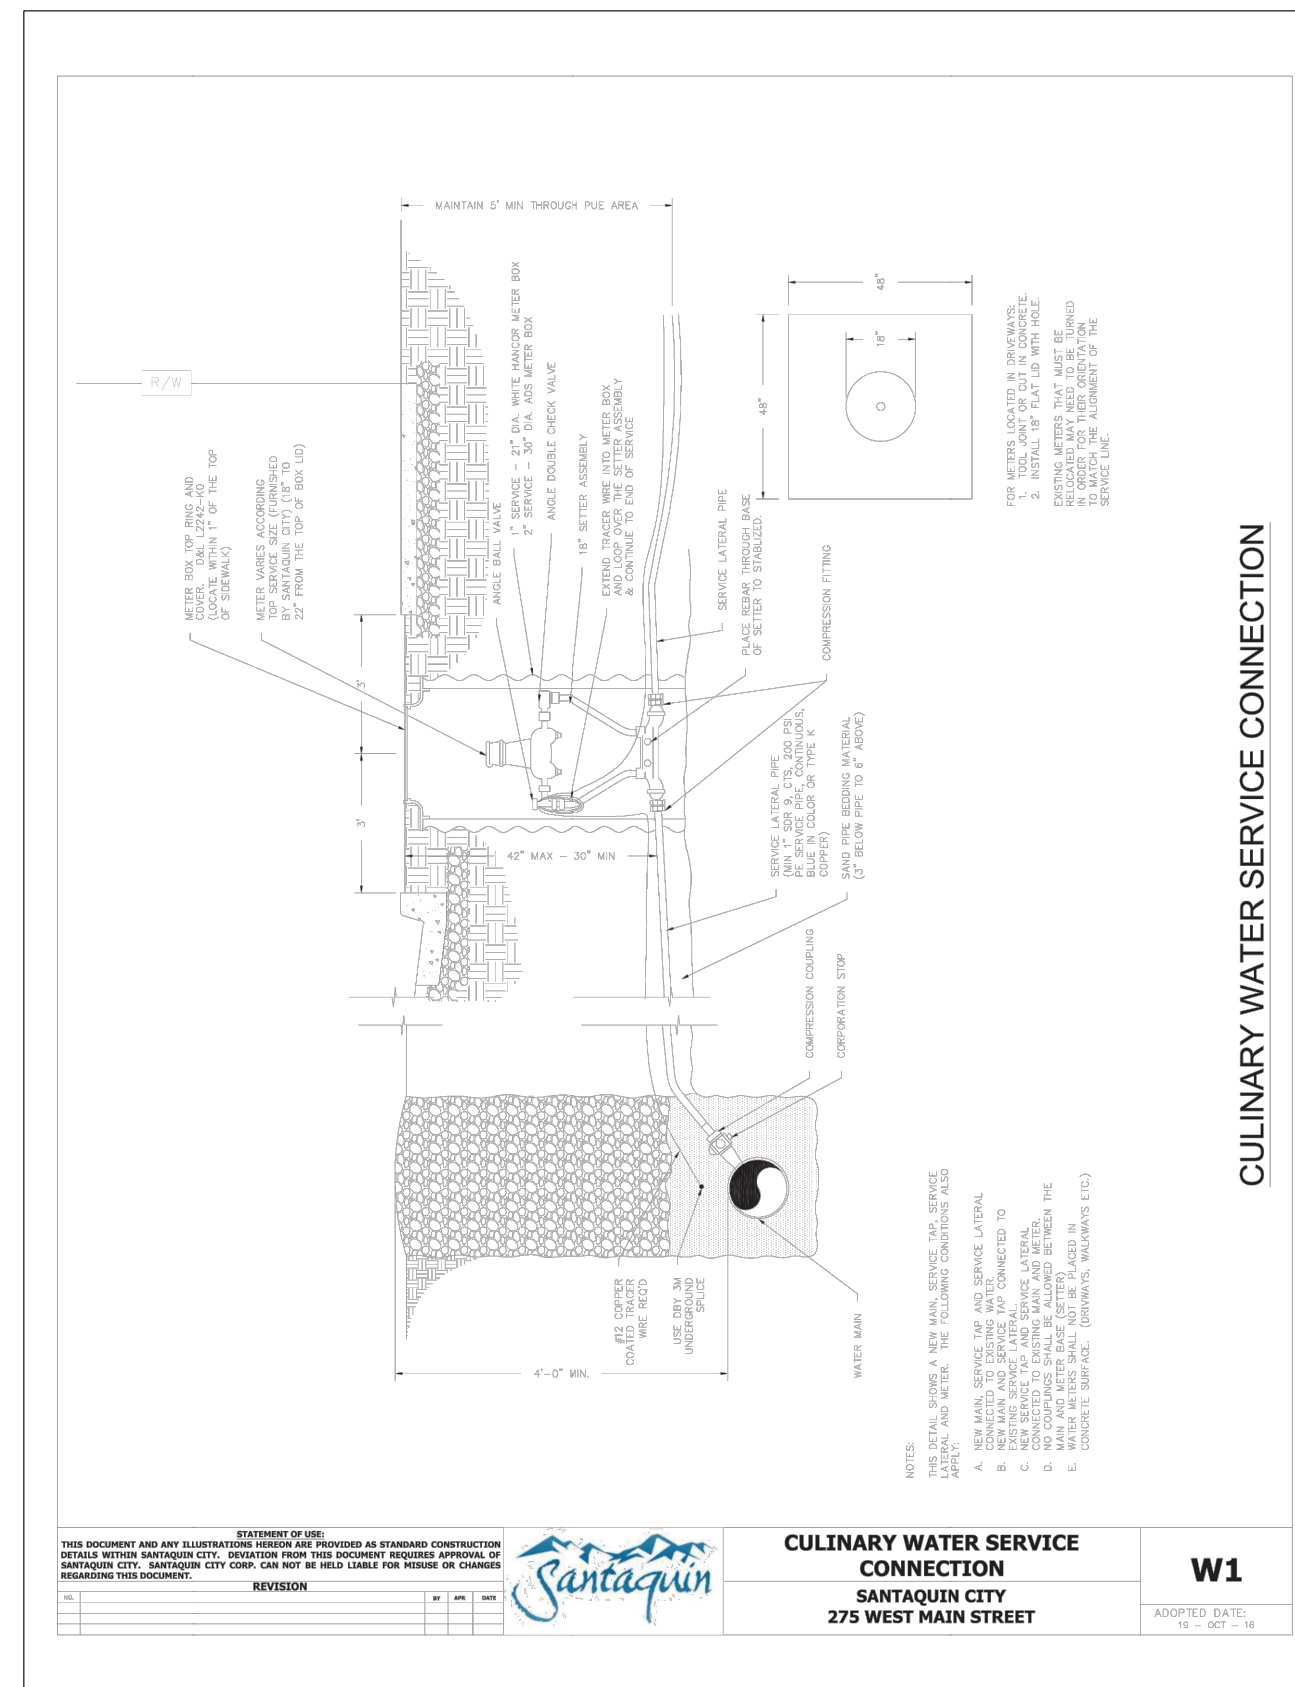 MAINTAIN 5' MIN THROUGH PUE AREA
R/W
METER BOX TOP RING AND
COVER. D&L L2242-K0
(LOCATE WITHIN 1" OF THE TOP
OF SIDEWALK)
METER VARIES ACCORDING
TOP SERVICE SIZE (FURNISHED
BY SANTAQUIN CITY) (18" TO
22" FROM THE TOP OF BOX LID)
ANGLE BALL VALVE
1" SERVICE - 21" DIA. WHITE HANCOR METER BOX
2" SERVICE - 30" DIA. ADS METER BOX
ANGLE DOUBLE CHECK VALVE
18" SETTER ASSEMBLY
EXTEND TRACER WIRE INTO METER BOX
AND LOOP OVER THE SETTER ASSEMBLY
& CONTINUE TO END OF SERVICE
SERVICE LATERAL PIPE
PLACE REBAR THROUGH BASE
OF SETTER TO STABLIZED.
COMPRESSION FITTING
48"
48"
18"
FOR METERS LOCATED IN DRIVEWAYS:
1. TOOL JOINT OR CUT IN CONCRETE.
2. INSTALL 18" FLAT LID WITH HOLE.
EXISTING METERS THAT MUST BE
RELOCATED MAY NEED TO BE TURNED
IN ORDER FOR THEIR ORIENTATION
TO MATCH THE ALIGNMENT OF THE
SERVICE LINE.
3'
3'
42" MAX - 30" MIN
SERVICE LATERAL PIPE
(MIN 1" SDR 9, CTS, 200 PSI
PE SERVICE PIPE, CONTINUOUS,
BLUE IN COLOR OR TYPE K
COPPER)
SAND PIPE BEDDING MATERIAL
(3" BELOW PIPE TO 6" ABOVE)
COMPRESSION COUPLING
CORPORATION STOP
#12 COPPER
COATED TRACER
WIRE REQ'D
USE DBY 3M
UNDERGROUND
SPLICE
4'-0" MIN.
WATER MAIN
NOTES:
THIS DETAIL SHOWS A NEW MAIN, SERVICE TAP, SERVICE
LATERAL AND METER. THE FOLLOWING CONDITIONS ALSO
APPLY:
A. NEW MAIN, SERVICE TAP AND SERVICE LATERAL
CONNECTED TO EXISTING WATER.
B. NEW MAIN AND SERVICE TAP CONNECTED TO
EXISTING SERVICE LATERAL.
C. NEW SERVICE TAP AND SERVICE LATERAL
CONNECTED TO EXISTING MAIN AND METER.
D. NO COUPLINGS SHALL BE ALLOWED BETWEEN THE
MAIN AND METER BASE (SETTER)
E. WATER METERS SHALL NOT BE PLACED IN
CONCRETE SURFACE. (DRIVWAYS, WALKWAYS ETC.)
CULINARY WATER SERVICE CONNECTION
STATEMENT OF USE:
THIS DOCUMENT AND ANY ILLUSTRATIONS HEREON ARE PROVIDED AS STANDARD CONSTRUCTION
DETAILS WITHIN SANTAQUIN CITY. DEVIATION FROM THIS DOCUMENT REQUIRES APPROVAL OF
SANTAQUIN CITY. SANTAQUIN CITY CORP. CAN NOT BE HELD LIABLE FOR MISUSE OR CHANGES
REGARDING THIS DOCUMENT.
REVISION
NO. BY APR DATE
Santaquin
CULINARY WATER SERVICE
CONNECTION
SANTAQUIN CITY
275 WEST MAIN STREET
W1
ADOPTED DATE:
19 - OCT - 16